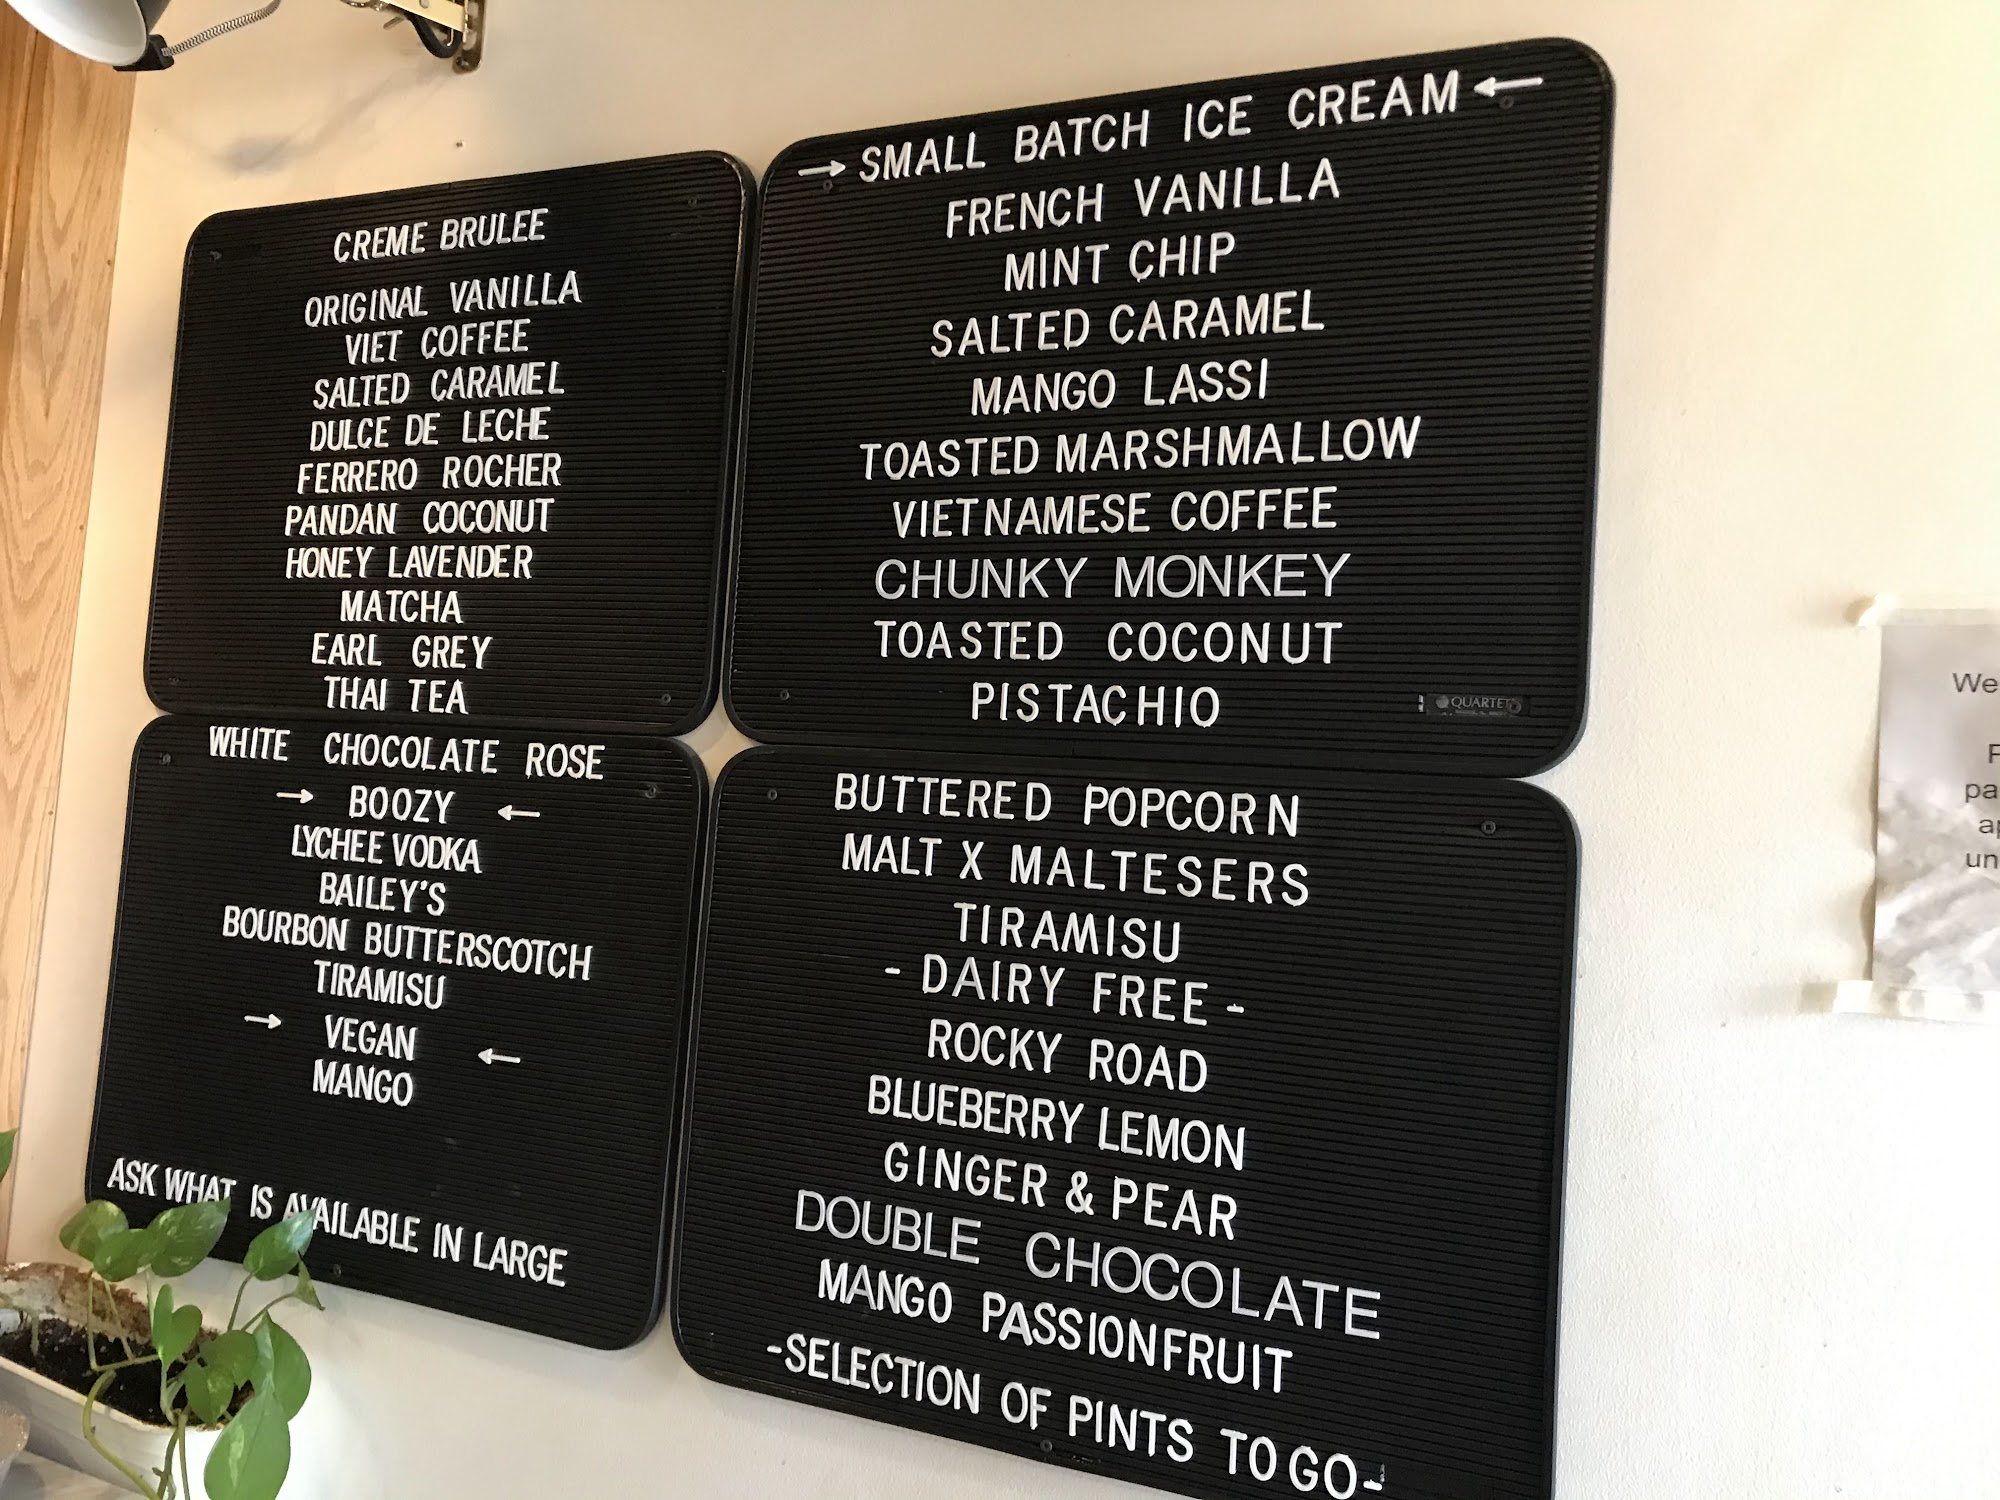 CREME BRULEE
ORIGINAL VANILLA
VIET COFFEE
SALTED CARAMEL
DULCE DE LECHE
FERRERO ROCHER
PANDAN COCONUT
HONEY LAVENDER
MATCHA
EARL GREY
THAI TEA
WHITE CHOCOLATE ROSE
→ BOOZY ←
LYCHEE VODKA
BAILEY'S
BOURBON BUTTERSCOTCH
TIRAMISU
→ VEGAN ←
MANGO
ASK WHAT IS AVAILABLE IN LARGE
→ SMALL BATCH ICE CREAM ←
FRENCH VANILLA
MINT CHIP
SALTED CARAMEL
MANGO LASSI
TOASTED MARSHMALLOW
VIETNAMESE COFFEE
CHUNKY MONKEY
TOASTED COCONUT
PISTACHIO
QUARTET
BUTTERED POPCORN
MALT X MALTESERS
TIRAMISU
- DAIRY FREE -
ROCKY ROAD
BLUEBERRY LEMON
GINGER & PEAR
DOUBLE CHOCOLATE
MANGO PASSIONFRUIT
-SELECTION OF PINTS TO GO-
We